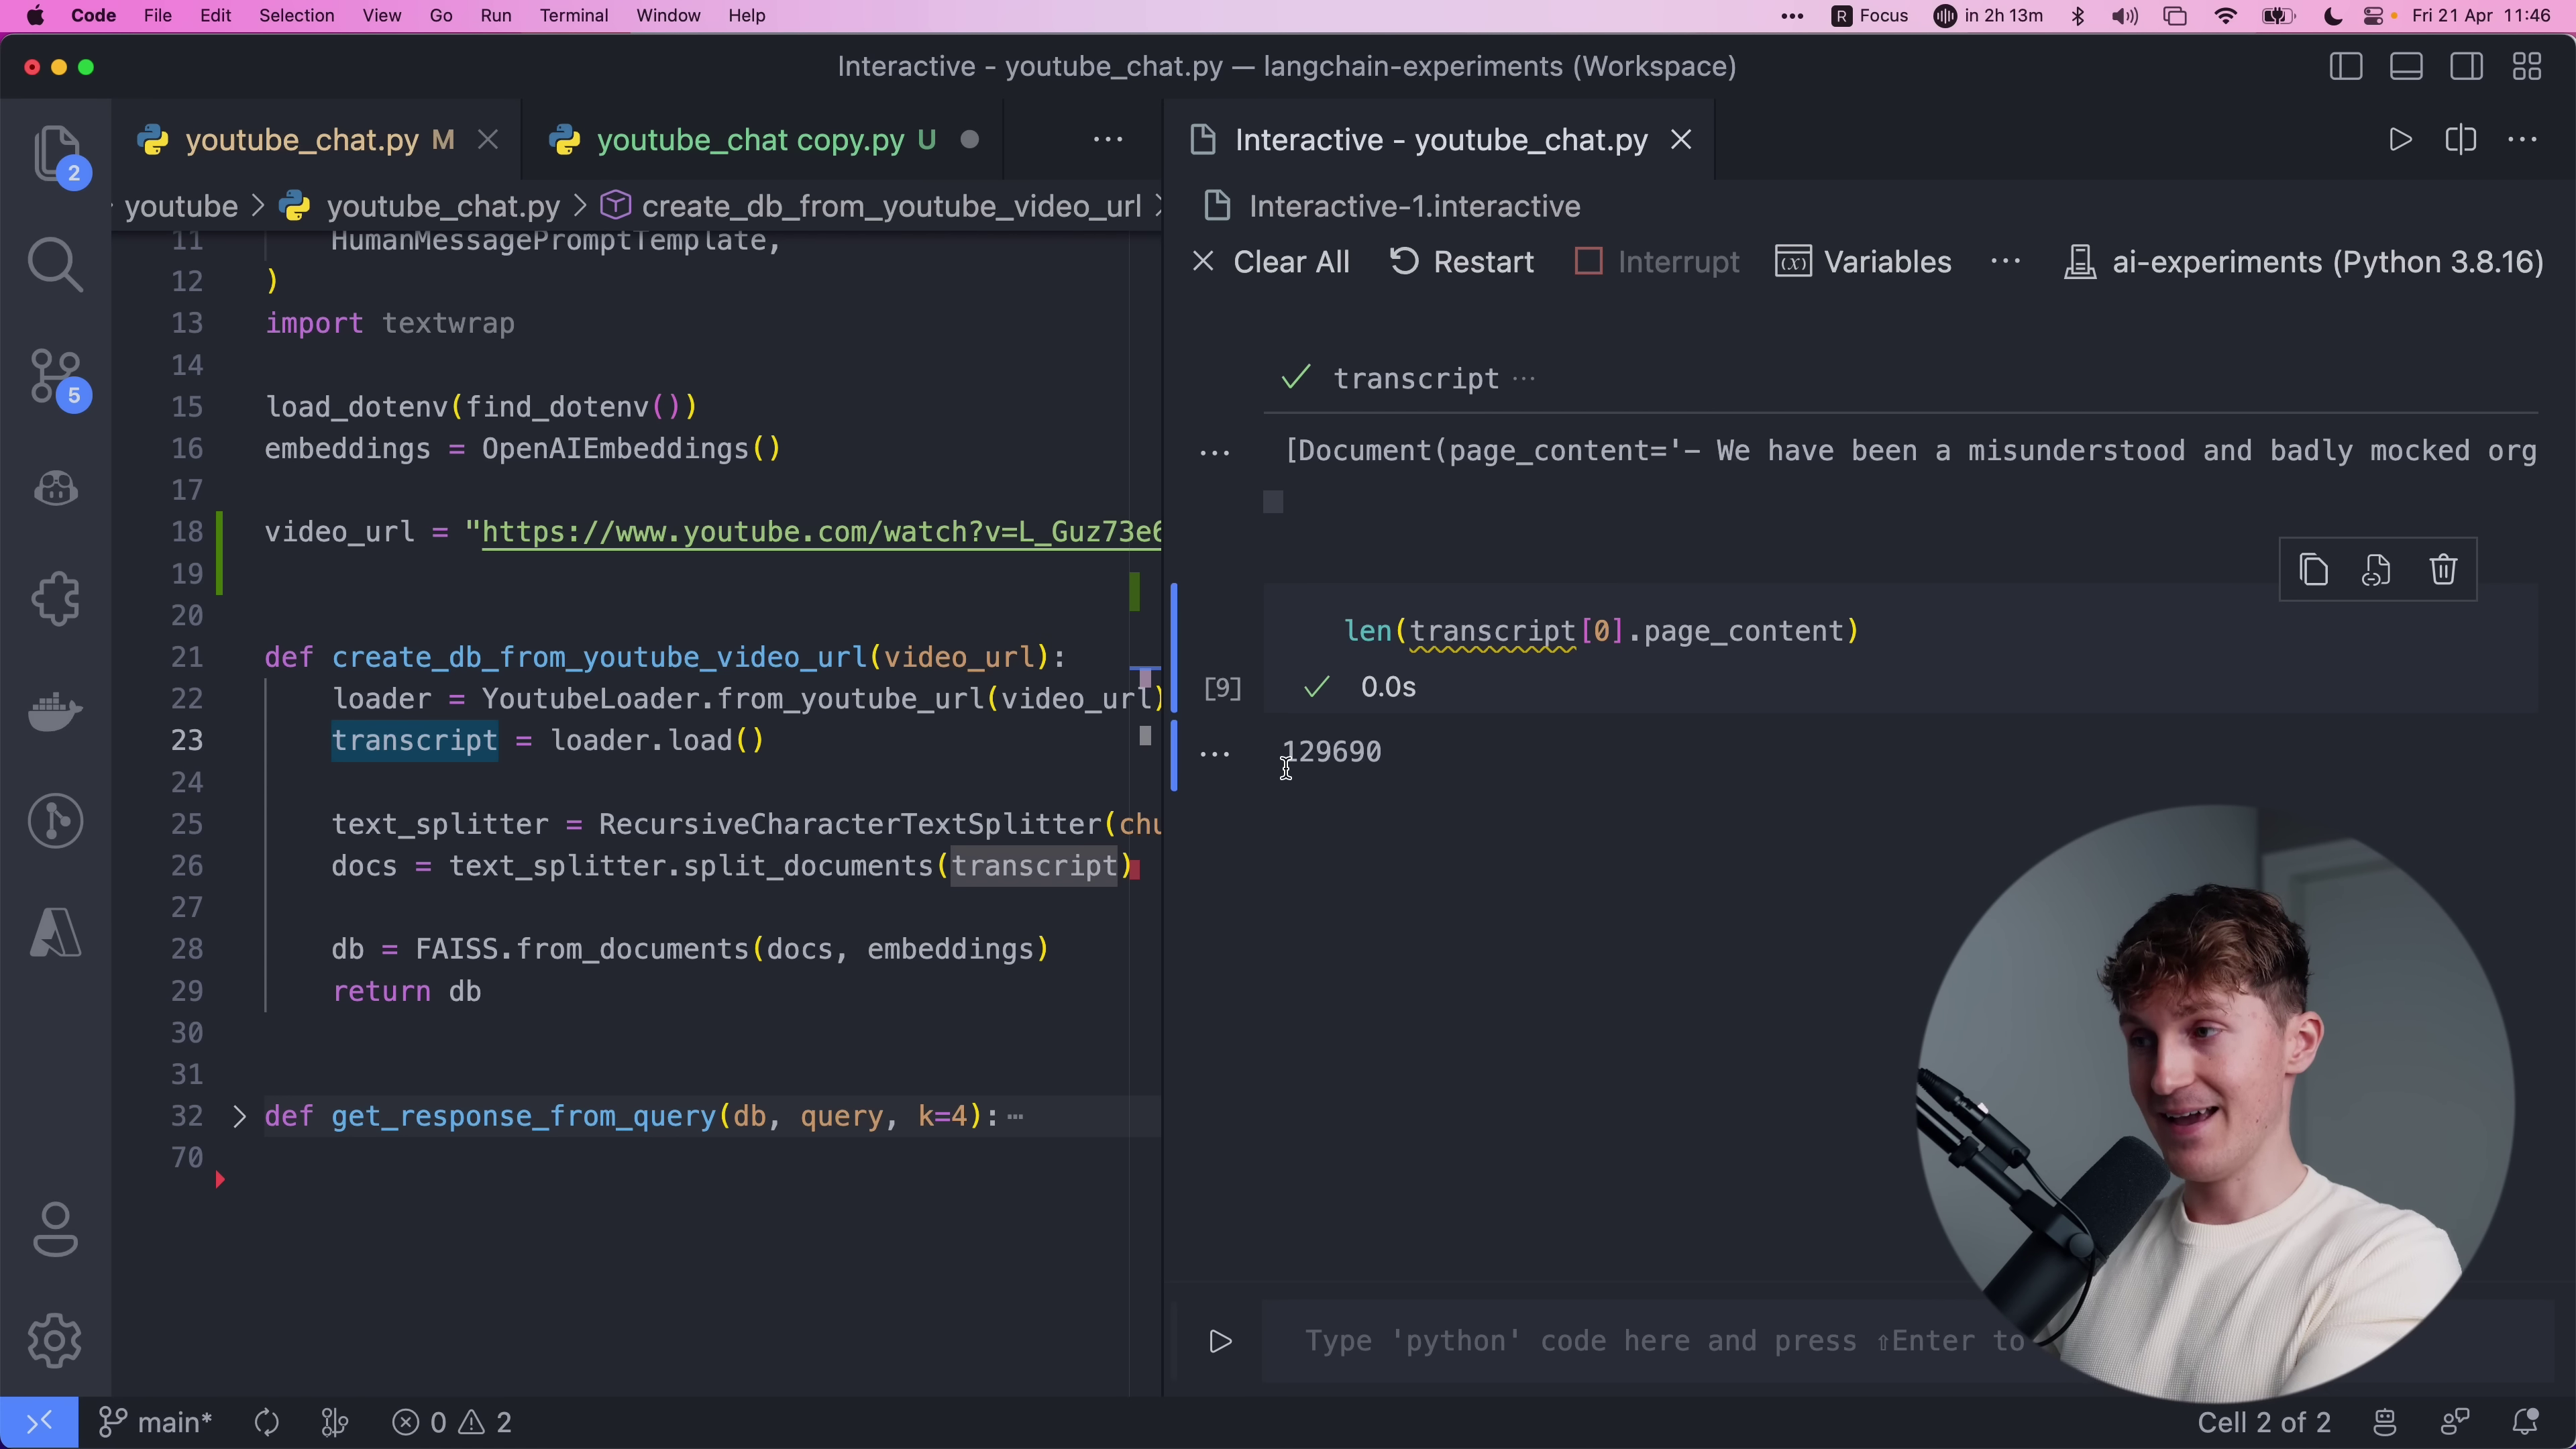 Code File Edit Selection View Go Run Terminal Window Help ••• R Focus in 2h 13m Fri 21 Apr 11:46
Interactive - youtube_chat.py — langchain-experiments (Workspace)
youtube_chat.py M
youtube_chat copy.py U
Interactive - youtube_chat.py
youtube > youtube_chat.py > create_db_from_youtube_video_url >
Interactive-1.interactive
Clear All Restart Interrupt Variables ai-experiments (Python 3.8.16)
2
5
11 HumanMessagePromptTemplate,
12 )
13 import textwrap
14
15 load_dotenv(find_dotenv())
16 embeddings = OpenAIEmbeddings()
17
18 video_url = "https://www.youtube.com/watch?v=L_Guz73e6
19
20
21 def create_db_from_youtube_video_url(video_url):
22 loader = YoutubeLoader.from_youtube_url(video_url)
23 transcript = loader.load()
24
25 text_splitter = RecursiveCharacterTextSplitter(chu
26 docs = text_splitter.split_documents(transcript)
27
28 db = FAISS.from_documents(docs, embeddings)
29 return db
30
31
32 def get_response_from_query(db, query, k=4):
70
transcript ...
[Document(page_content='– We have been a misunderstood and badly mocked org
len(transcript[0].page_content)
[9] 0.0s
129690
Type 'python' code here and press ⇧Enter to
main* 0 2 Cell 2 of 2